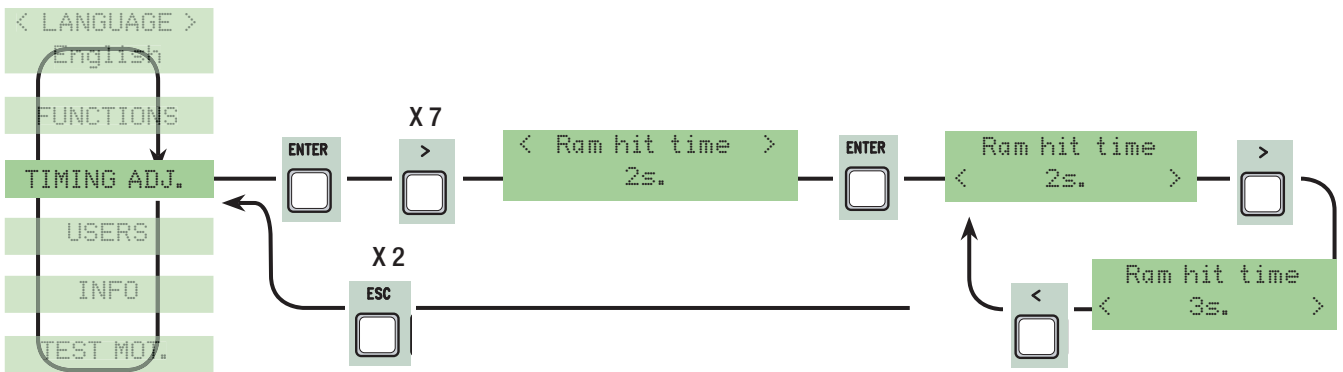 < LANGUAGE >
English
FUNCTIONS
TIMING ADJ.
USERS
INFO
TEST MOT.
ENTER
X 7
>
< Ram hit time >
2s.
ENTER
Ram hit time
< 2s. >
>
Ram hit time
< 3s. >
<
X 2
ESC